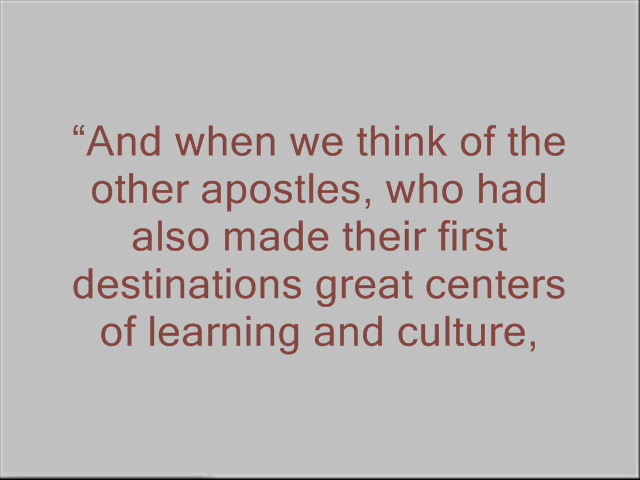 “And when we think of the
other apostles, who had
also made their first
destinations great centers
of learning and culture,